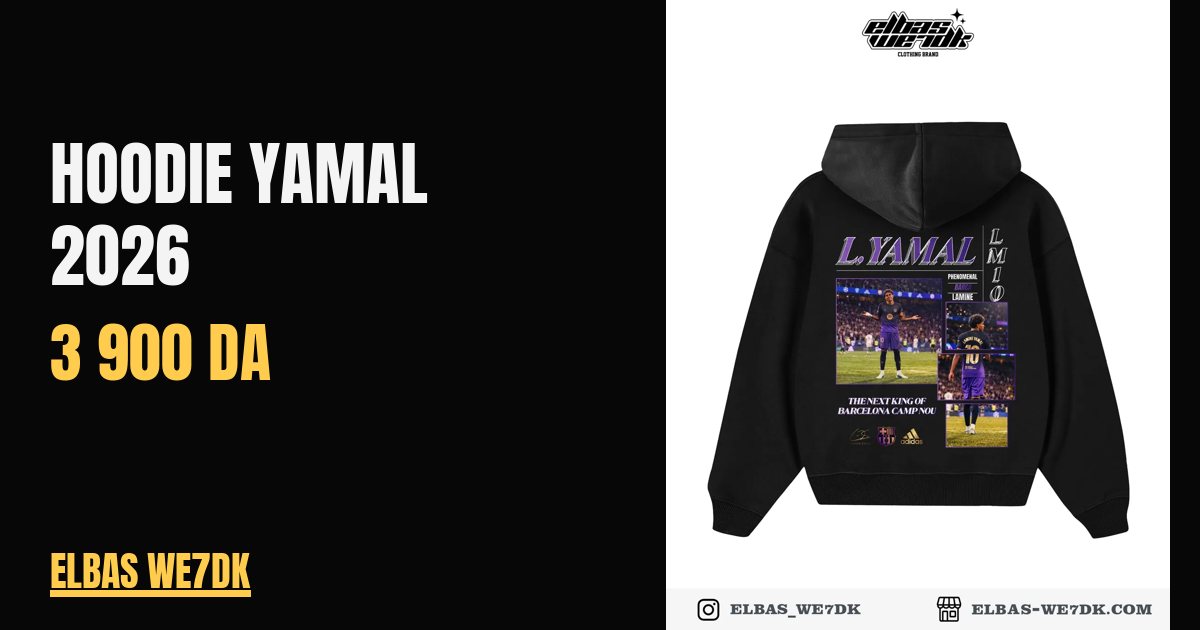 HOODIE YAMAL
2026
3 900 DA
ELBAS WE7DK
elbas
we7dk
CLOTHING BRAND
L.YAMAL
LM10
PHENOMENAL
BARCA
LAMINE
THE NEXT KING OF
BARCELONA CAMP NOU
adidas
ELBAS_WE7DK
ELBAS-WE7DK.COM